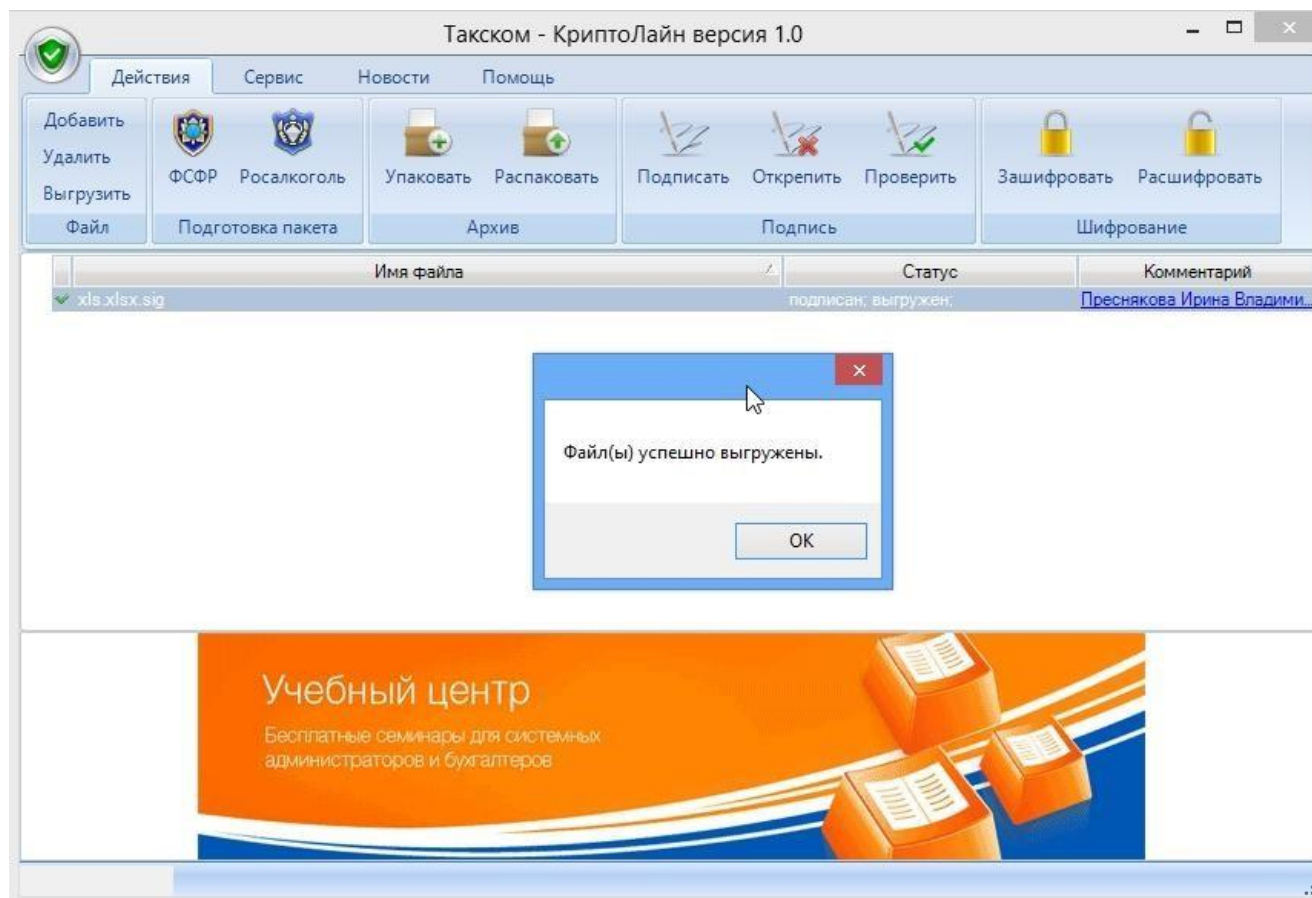 Такском - КриптоЛайн версия 1.0
Действия Сервис Новости Помощь
Добавить
Удалить
Выгрузить
ФСФР Росалкоголь Упаковать Распаковать Подписать Открепить Проверить Зашифровать Расшифровать
Файл Подготовка пакета Архив Подпись Шифрование
Имя файла Статус Комментарий
xls.xlsx.sig подписан; выгружен; Преснякова Ирина Владими...
Файл(ы) успешно выгружены.
ОК
Учебный центр
Бесплатные семинары для системных
администраторов и бухгалтеров